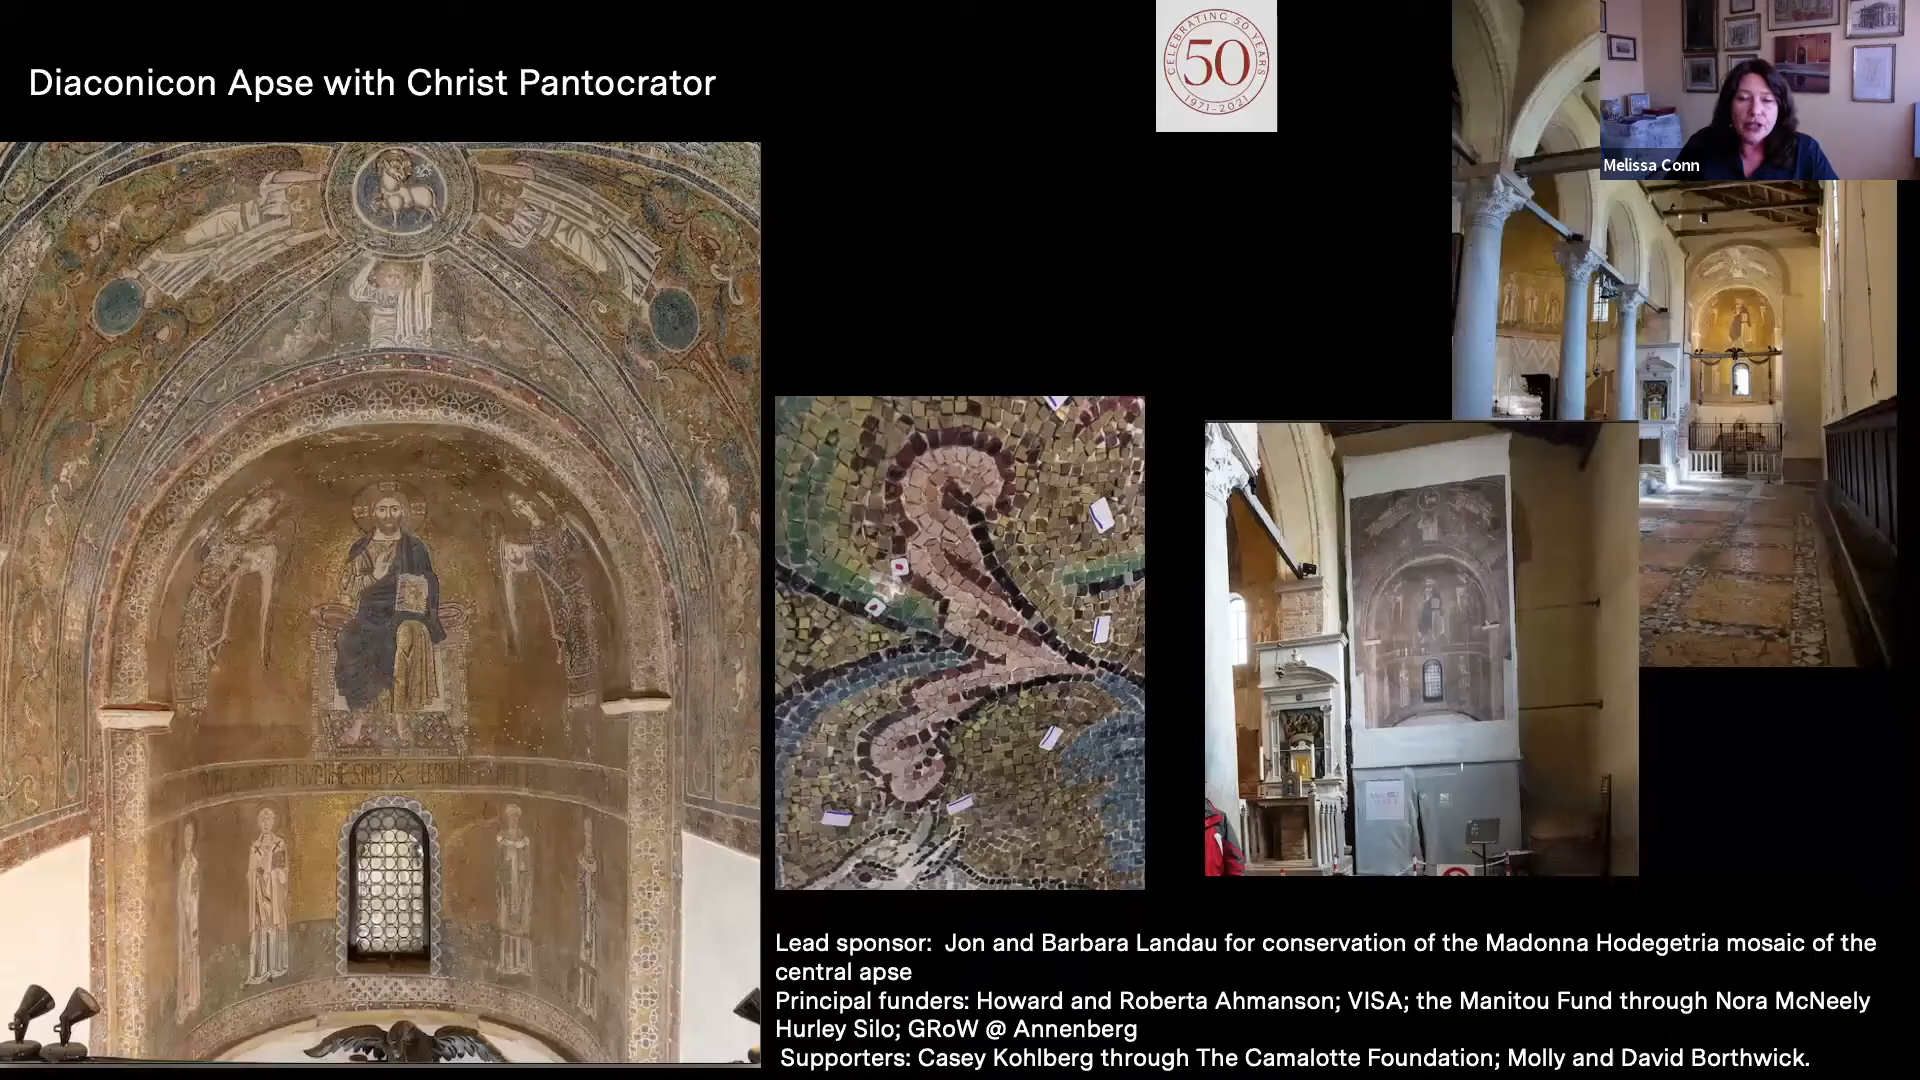 Diaconicon Apse with Christ Pantocrator
CELEBRATING 50 YEARS
50
1971-2021
Melissa Conn
Lead sponsor: Jon and Barbara Landau for conservation of the Madonna Hodegetria mosaic of the
central apse
Principal funders: Howard and Roberta Ahmanson; VISA; the Manitou Fund through Nora McNeely
Hurley Silo; GRoW @ Annenberg
Supporters: Casey Kohlberg through The Camalotte Foundation; Molly and David Borthwick.